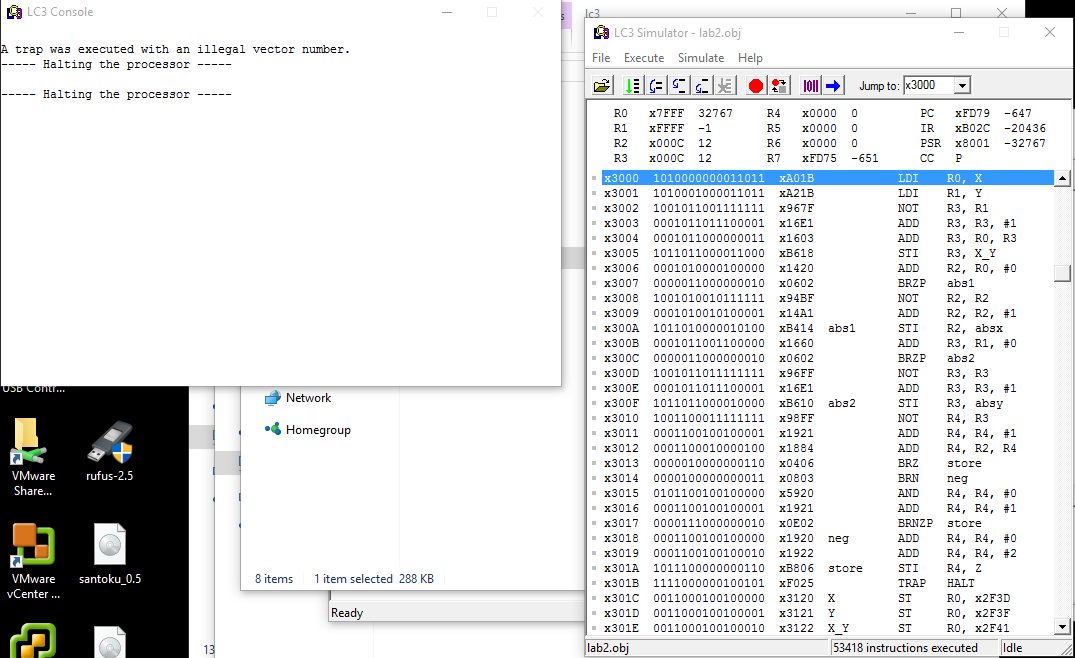 LC3 Console
A trap was executed with an illegal vector number.
----- Halting the processor -----
----- Halting the processor -----
lc3
LC3 Simulator - lab2.obj
File Execute Simulate Help
Jump to: x3000
R0 x7FFF 32767 R4 x0000 0 PC xFD79 -647
R1 xFFFF -1 R5 x0000 0 IR xB02C -20436
R2 x000C 12 R6 x0000 0 PSR x8001 -32767
R3 x000C 12 R7 xFD75 -651 CC P
x3000 1010000000011011 xA01B LDI R0, X
x3001 1010001000011011 xA21B LDI R1, Y
x3002 1001011001111111 x967F NOT R3, R1
x3003 0001011011100001 x16E1 ADD R3, R3, #1
x3004 0001011000000011 x1603 ADD R3, R0, R3
x3005 1011011000011000 xB618 STI R3, X_Y
x3006 0001010000100000 x1420 ADD R2, R0, #0
x3007 0000011000000010 x0602 BRZP abs1
x3008 1001010010111111 x94BF NOT R2, R2
x3009 0001010010100001 x14A1 ADD R2, R2, #1
x300A 1011010000010100 xB414 abs1 STI R2, absx
x300B 0001011001100000 x1660 ADD R3, R1, #0
x300C 0000011000000010 x0602 BRZP abs2
x300D 1001011011111111 x96FF NOT R3, R3
x300E 0001011011100001 x16E1 ADD R3, R3, #1
x300F 1011011000010000 xB610 abs2 STI R3, absy
x3010 1001100011111111 x98FF NOT R4, R3
x3011 0001100100100001 x1921 ADD R4, R4, #1
x3012 0001100010000100 x1884 ADD R4, R2, R4
x3013 0000010000000110 x0406 BRZ store
x3014 0000100000000011 x0803 BRN neg
x3015 0101100100100000 x5920 AND R4, R4, #0
x3016 0001100100100001 x1921 ADD R4, R4, #1
x3017 0000111000000010 x0E02 BRNZP store
x3018 0001100100100000 x1920 neg ADD R4, R4, #0
x3019 0001100100100010 x1922 ADD R4, R4, #2
x301A 1011100000000110 xB806 store STI R4, Z
x301B 1111000000100101 xF025 TRAP HALT
x301C 0011000100100000 x3120 X ST R0, x2F3D
x301D 0011000100100001 x3121 Y ST R0, x2F3F
x301E 0011000100100010 x3122 X_Y ST R0, x2F41
lab2.obj 53418 instructions executed Idle
USB Contr...
Network
Homegroup
VMware
Share...
rufus-2.5
VMware
vCenter ...
santoku_0.5
8 items 1 item selected 288 KB
Ready
13